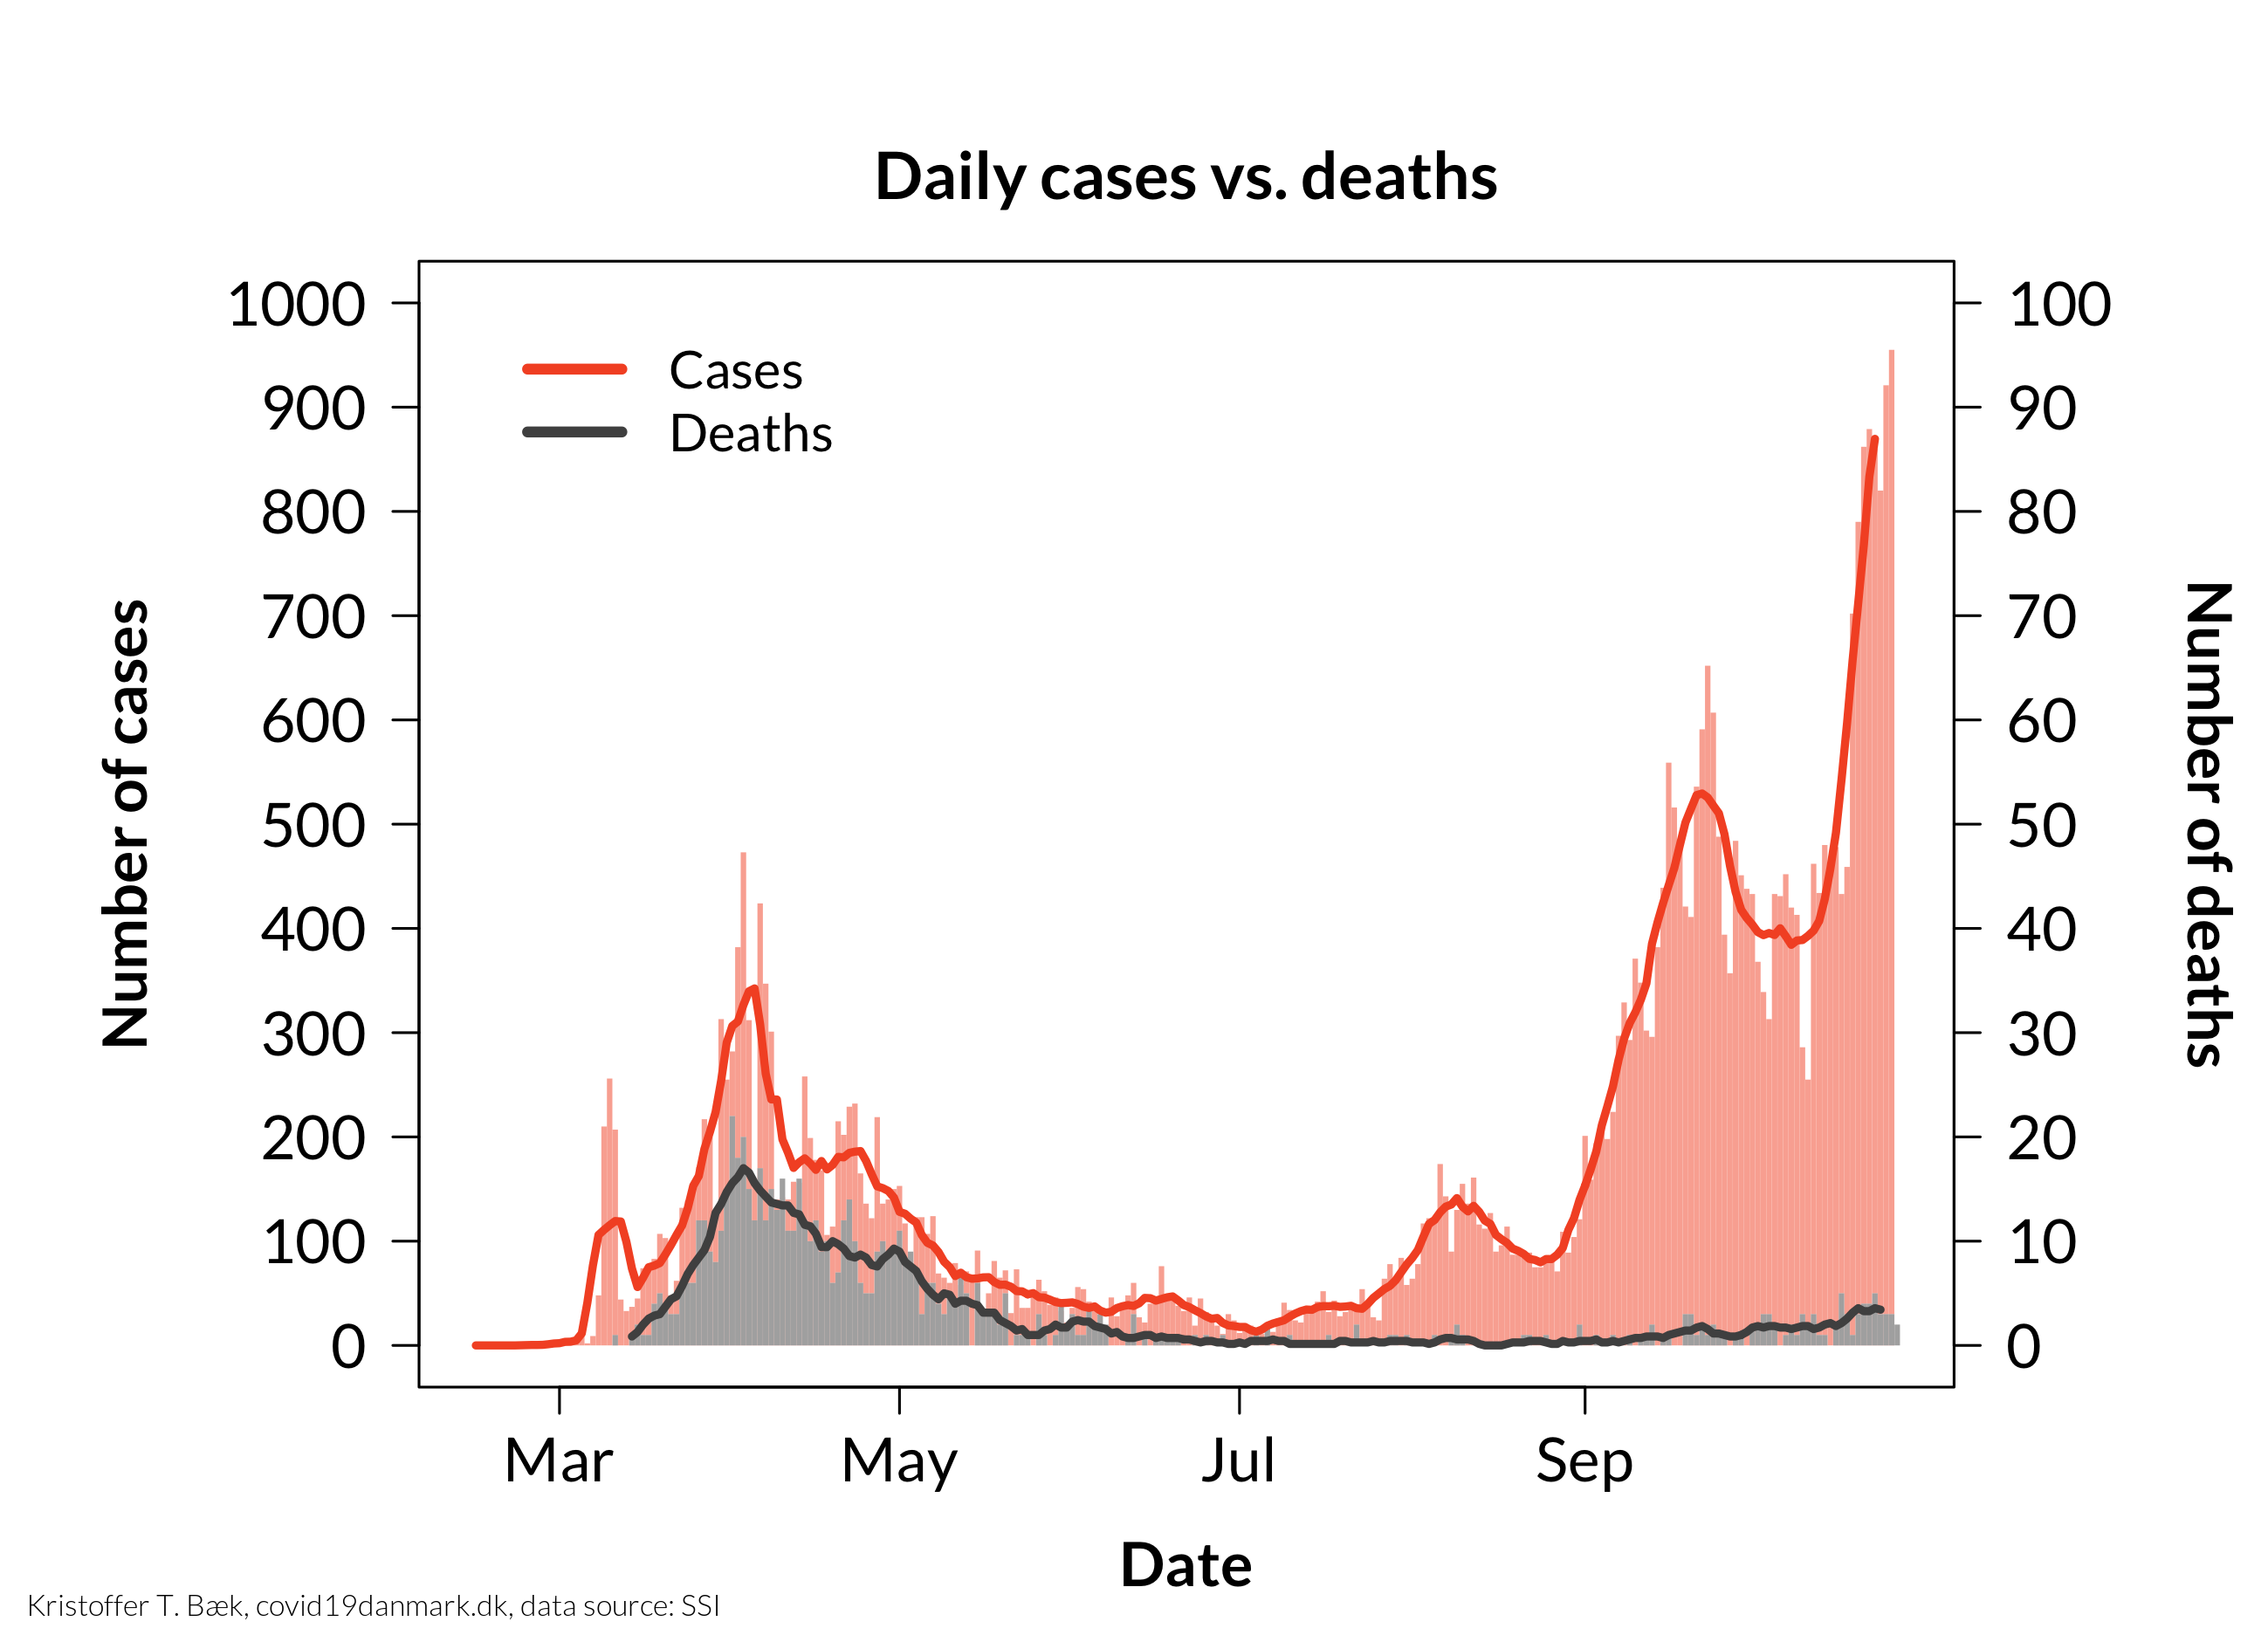 Daily cases vs. deaths
Cases
Deaths
Number of cases
1000
900
800
700
600
500
400
300
200
100
0
100
90
80
70
60
50
40
30
20
10
0
Number of deaths
Mar May Jul Sep
Date
Kristoffer T. Bæk, covid19danmark.dk, data source: SSI